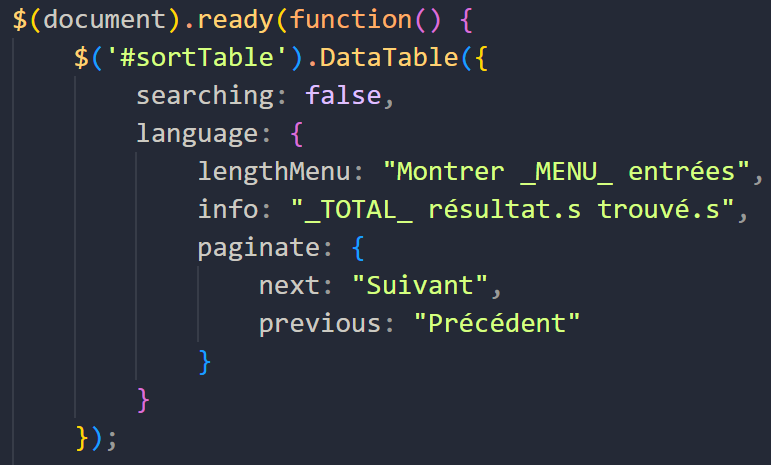 $(document).ready(function() {
    $('#sortTable').DataTable({
        searching: false,
        language: {
            lengthMenu: "Montrer _MENU_ entrées",
            info: "_TOTAL_ résultat.s trouvé.s",
            paginate: {
                next: "Suivant",
                previous: "Précédent"
            }
        }
    });